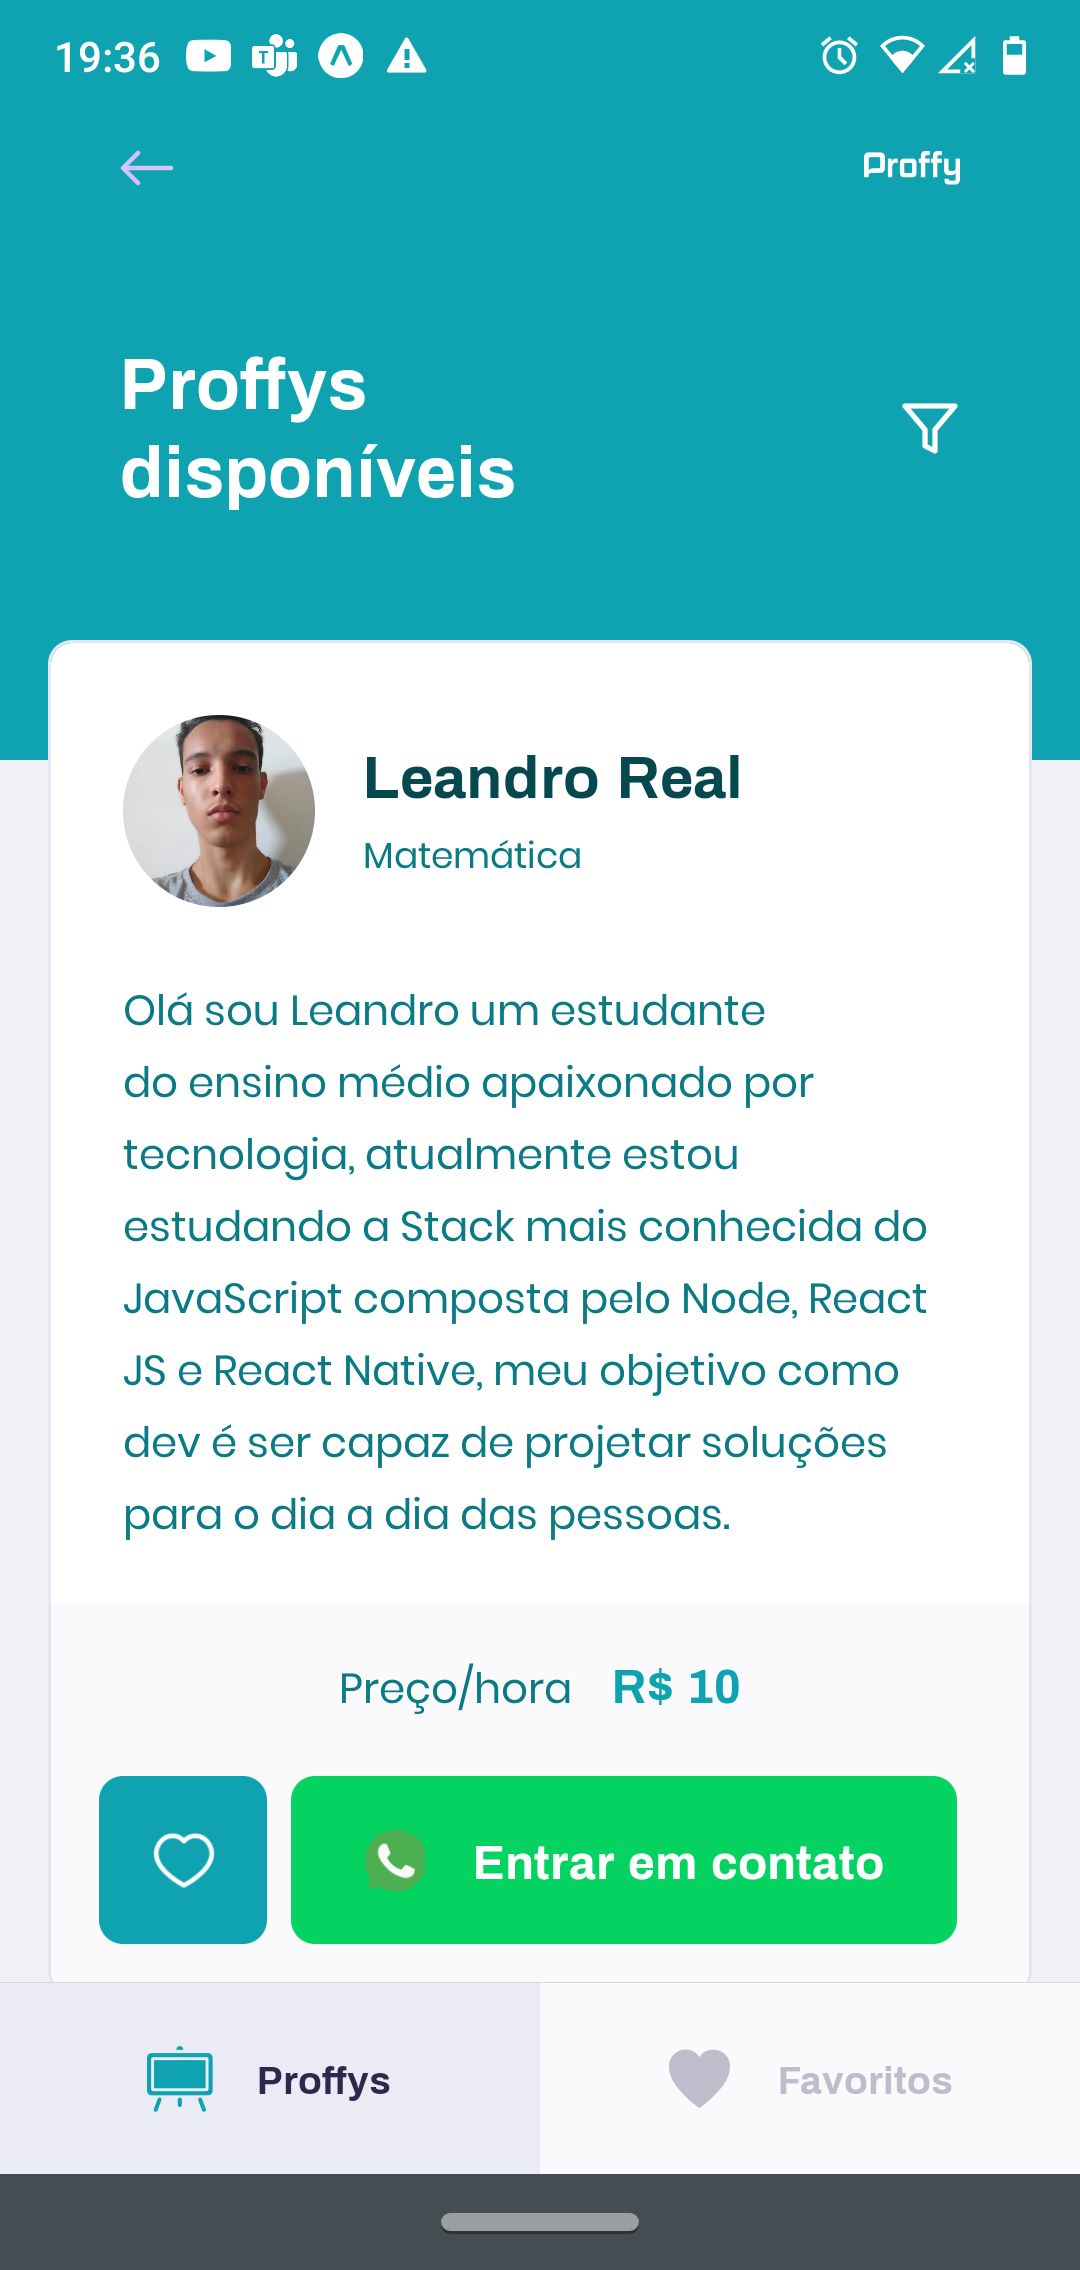 19:36
Proffy
Proffys
disponíveis
Leandro Real
Matemática
Olá sou Leandro um estudante
do ensino médio apaixonado por
tecnologia, atualmente estou
estudando a Stack mais conhecida do
JavaScript composta pelo Node, React
JS e React Native, meu objetivo como
dev é ser capaz de projetar soluções
para o dia a dia das pessoas.
Preço/hora R$ 10
Entrar em contato
Proffys Favoritos